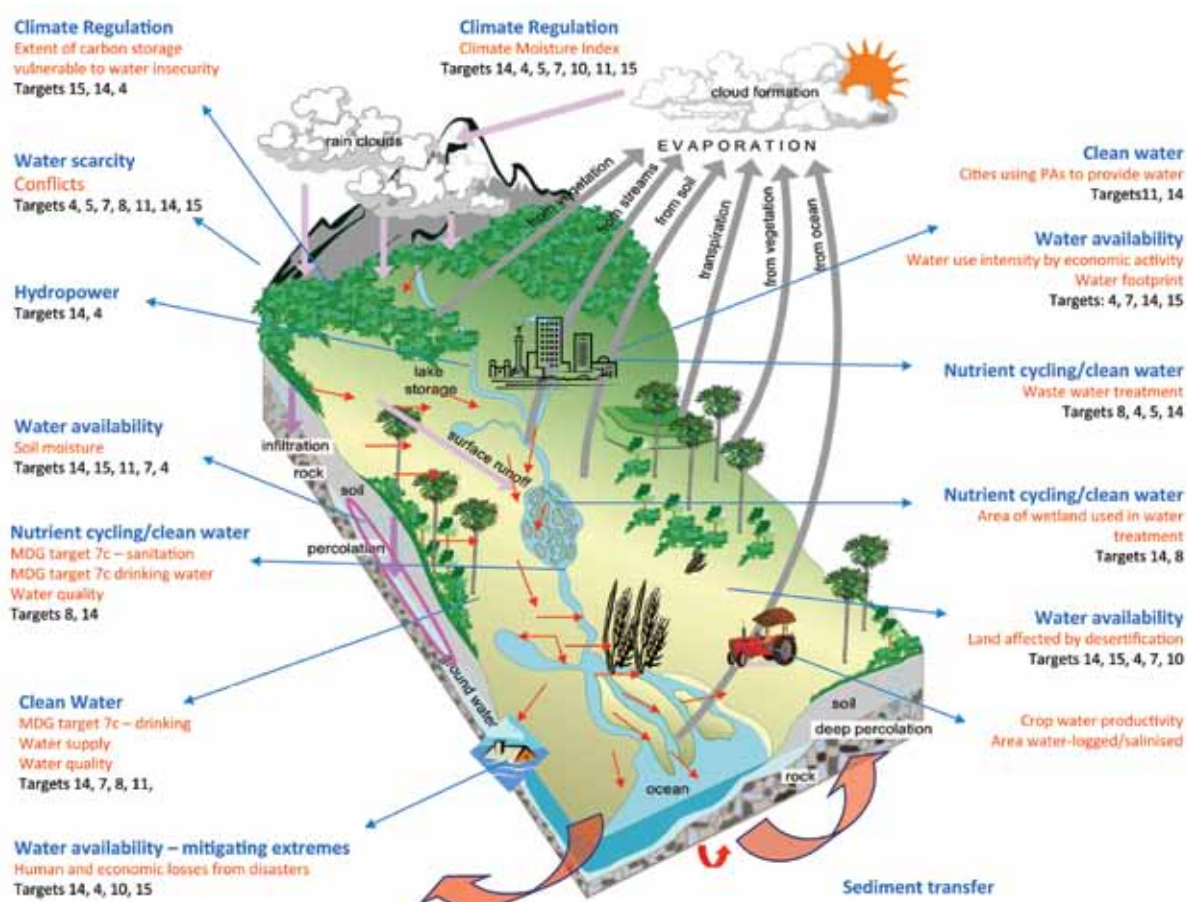 Climate Regulation
Extent of carbon storage
vulnerable to water insecurity
Targets 15, 14, 4
Climate Regulation
Climate Moisture Index
Targets 14, 4, 5, 7, 10, 11, 15
cloud formation
rain clouds
EVAPORATION
Water scarcity
Conflicts
Targets 4, 5, 7, 8, 11, 14, 15
Clean water
Cities using PAs to provide water
Targets11, 14
from vegetation
from streams
from soil
transpiration
from vegetation
from ocean
Water availability
Water use intensity by economic activity
Water footprint
Targets: 4, 7, 14, 15
Hydropower
Targets 14, 4
lake
storage
Nutrient cycling/clean water
Waste water treatment
Targets 8, 4, 5, 14
Water availability
Soil moisture
Targets 14, 15, 11, 7, 4
infiltration
rock
soil
surface runoff
percolation
Nutrient cycling/clean water
Area of wetland used in water
treatment
Targets 14, 8
Nutrient cycling/clean water
MDG target 7c – sanitation
MDG target 7c drinking water
Water quality
Targets 8, 14
Water availability
Land affected by desertification
Targets 14, 15, 4, 7, 10
Clean Water
MDG target 7c – drinking
Water supply
Water quality
Targets 14, 7, 8, 11,
ground water
soil
deep percolation
rock
ocean
Crop water productivity
Area water-logged/salinised
Water availability – mitigating extremes
Human and economic losses from disasters
Targets 14, 4, 10, 15
Sediment transfer